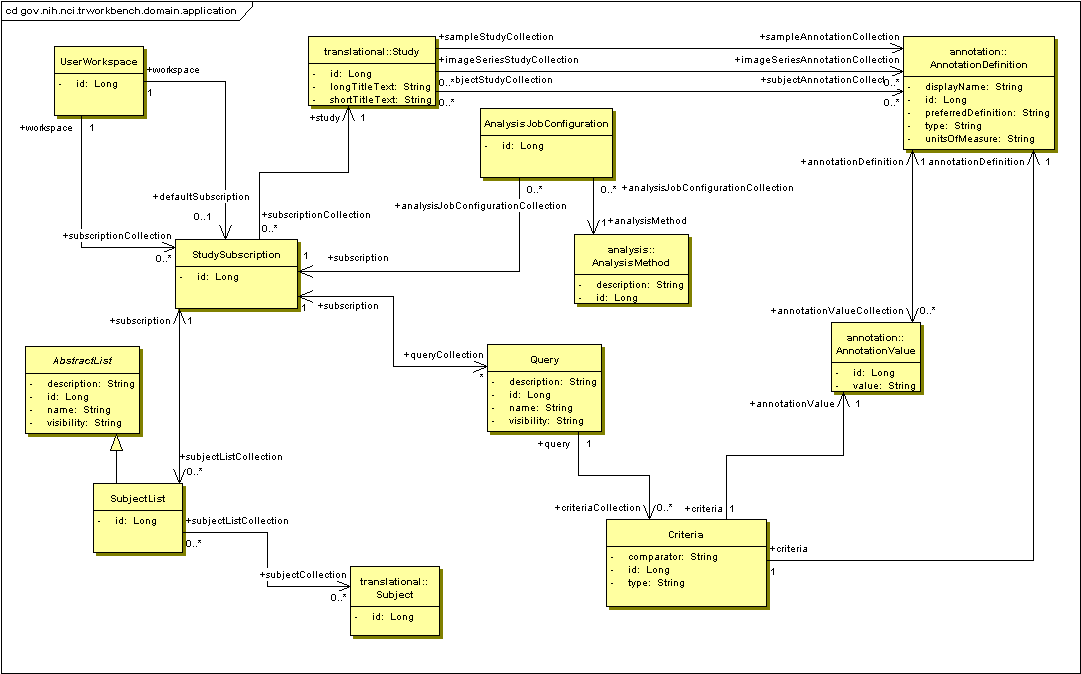 cd gov.nih.nci.trworkbench.domain.application
UserWorkspace
- id: Long
+workspace
1
+workspace 1
translational::Study
- id: Long
- longTitleText: String
- shortTitleText: String
+sampleStudyCollection
+sampleAnnotationCollection
+imageSeriesStudyCollection
+imageSeriesAnnotationCollection
0..*
bjectStudyCollection
+subjectAnnotationCollect
0..*
0..*
0..*
annotation::
AnnotationDefinition
- displayName: String
- id: Long
- preferredDefinition: String
- type: String
- unitsOfMeasure: String
+study 1
AnalysisJobConfiguration
- id: Long
+annotationDefinition
1
annotationDefinition
1
0..*
+analysisJobConfigurationCollection
0..*
+analysisJobConfigurationCollection
+defaultSubscription
0..1
+subscriptionCollection
0..*
1
+analysisMethod
+subscriptionCollection
0..*
StudySubscription
- id: Long
1
+subscription
analysis::
AnalysisMethod
- description: String
- id: Long
1
+subscription
+subscription 1
+annotationValueCollection 0..*
annotation::
AnnotationValue
- id: Long
- value: String
+annotationValue 1
+queryCollection
*
Query
- description: String
- id: Long
- name: String
- visibility: String
AbstractList
- description: String
- id: Long
- name: String
- visibility: String
+query 1
+subjectListCollection
0..*
SubjectList
- id: Long
+subjectListCollection
0..*
+criteriaCollection 0..*
+criteria 1
Criteria
- comparator: String
- id: Long
- type: String
+criteria
1
+subjectCollection
0..*
translational::
Subject
- id: Long